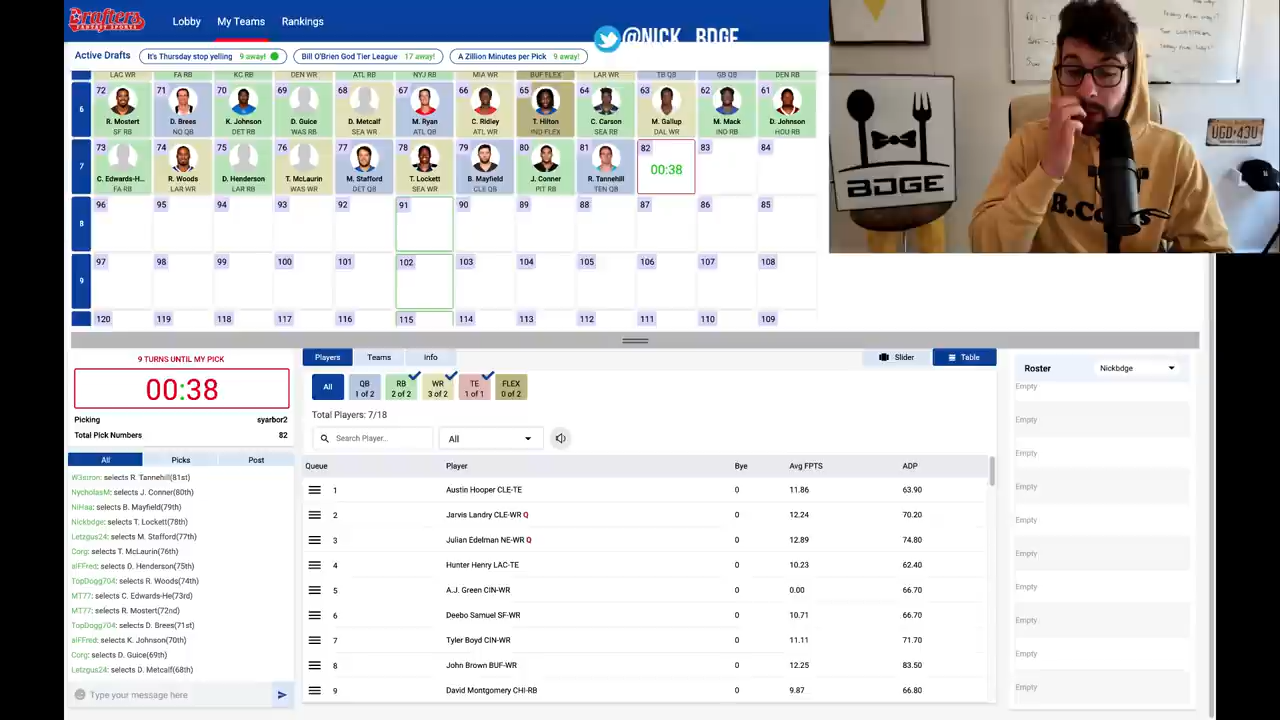 Drafters
FANTASY SPORTS
Lobby
My Teams
Rankings
@NICK_BDGE
Active Drafts
It's Thursday stop yelling 9 away!
Bill O'Brien God Tier League 17 away!
A Zillion Minutes per Pick 9 away!
LAC WR FA RB KC RB DEN WR ATL RB NYJ RB MIA WR BUF FLEX LAR WR TB QB GB QB DEN RB
6
72 71 70 69 68 67 66 65 64 63 62 61
R. Mostert D. Brees K. Johnson D. Guice D. Metcalf M. Ryan C. Ridley T. Hilton C. Carson M. Gallup M. Mack D. Johnson
SF RB NO QB DET RB WAS RB SEA WR ATL QB ATL WR IND FLEX SEA RB DAL WR IND RB HOU RB
7
73 74 75 76 77 78 79 80 81 82 83 84
00:38
C. Edwards-H... R. Woods D. Henderson T. McLaurin M. Stafford T. Lockett B. Mayfield J. Conner R. Tannehill
FA RB LAR WR LAR RB WAS WR DET QB SEA WR CLE QB PIT RB TEN QB
8
96 95 94 93 92 91 90 89 88 87 86 85
9
97 98 99 100 101 102 103 104 105 106 107 108
120 119 118 117 116 115 114 113 112 111 110 109
BDGE
UGD·43U
9 TURNS UNTIL MY PICK
00:38
Picking syarbor2
Total Pick Numbers 82
All Picks Post
W3stron: selects R. Tannehill(81st)
NycholasM: selects J. Conner(80th)
NiHaa: selects B. Mayfield(79th)
Nickbdge: selects T. Lockett(78th)
Letzgus24: selects M. Stafford(77th)
Corg: selects T. McLaurin(76th)
alFFred: selects D. Henderson(75th)
TopDogg704: selects R. Woods(74th)
MT77: selects C. Edwards-He(73rd)
MT77: selects R. Mostert(72nd)
TopDogg704: selects D. Brees(71st)
alFFred: selects K. Johnson(70th)
Corg: selects D. Guice(69th)
Letzgus24: selects D. Metcalf(68th)
Type your message here
Players Teams Info
Slider Table
All
QB RB WR TE FLEX
1 of 2 2 of 2 3 of 2 1 of 1 0 of 2
Total Players: 7/18
Search Player...
All
Queue Player Bye Avg FPTS ADP
1 Austin Hooper CLE-TE 0 11.86 63.90
2 Jarvis Landry CLE-WR Q 0 12.24 70.20
3 Julian Edelman NE-WR Q 0 12.89 74.80
4 Hunter Henry LAC-TE 0 10.23 62.40
5 A.J. Green CIN-WR 0 0.00 66.70
6 Deebo Samuel SF-WR 0 10.71 66.70
7 Tyler Boyd CIN-WR 0 11.11 71.70
8 John Brown BUF-WR 0 12.25 83.50
9 David Montgomery CHI-RB 0 9.87 66.80
Roster Nickbdge
Empty
Empty
Empty
Empty
Empty
Empty
Empty
Empty
Empty
Empty